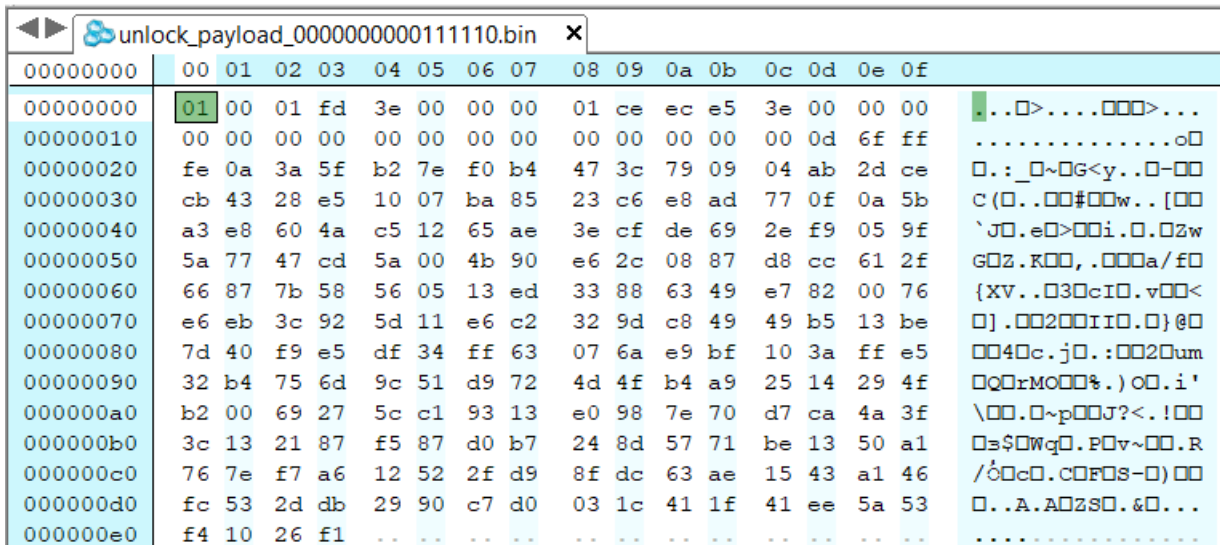 unlock_payload_0000000000111110.bin ×
00000000 00 01 02 03 04 05 06 07 08 09 0a 0b 0c 0d 0e 0f
00000000 01 00 01 fd 3e 00 00 00 01 ce ec e5 3e 00 00 00 ...□>....□□□>...
00000010 00 00 00 00 00 00 00 00 00 00 00 00 00 0d 6f ff ..............o□
00000020 fe 0a 3a 5f b2 7e f0 b4 47 3c 79 09 04 ab 2d ce □.:_□~□G<y..□-□□
00000030 cb 43 28 e5 10 07 ba 85 23 c6 e8 ad 77 0f 0a 5b C(□..□□#□□w..[□□
00000040 a3 e8 60 4a c5 12 65 ae 3e cf de 69 2e f9 05 9f `J□.e□>□□i.□.□Zw
00000050 5a 77 47 cd 5a 00 4b 90 e6 2c 08 87 d8 cc 61 2f G□Z.K□□,.□□□a/f□
00000060 66 87 7b 58 56 05 13 ed 33 88 63 49 e7 82 00 76 {XV..□3□cI□.v□□<
00000070 e6 eb 3c 92 5d 11 e6 c2 32 9d c8 49 49 b5 13 be □].□□2□□II□.□}@□
00000080 7d 40 f9 e5 df 34 ff 63 07 6a e9 bf 10 3a ff e5 □□4□c.j□.:□□2□um
00000090 32 b4 75 6d 9c 51 d9 72 4d 4f b4 a9 25 14 29 4f □Q□rMO□□%.)O□.i'
000000a0 b2 00 69 27 5c c1 93 13 e0 98 7e 70 d7 ca 4a 3f \□□.□~p□□J?<.!□□
000000b0 3c 13 21 87 f5 87 d0 b7 24 8d 57 71 be 13 50 a1 □з$□Wq□.P□v~□□.R
000000c0 76 7e f7 a6 12 52 2f d9 8f dc 63 ae 15 43 a1 46 /□c□.C□F□S-□)□□
000000d0 fc 53 2d db 29 90 c7 d0 03 1c 41 1f 41 ee 5a 53 □..A.A□ZS□.&□...
000000e0 f4 10 26 f1 .. .. .. .. .. .. .. .. .. .. .. .. ................